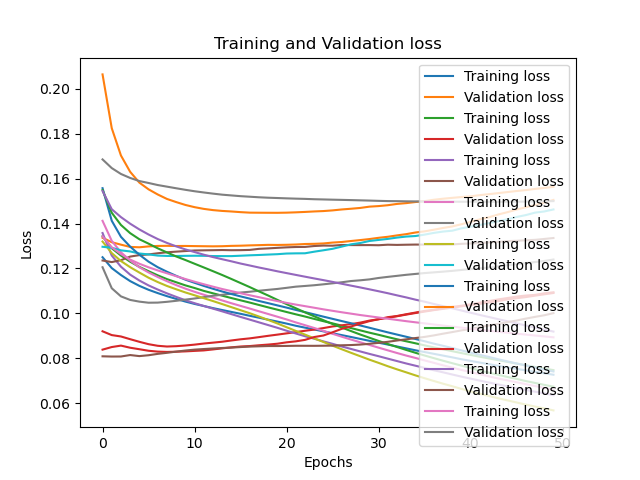 Training and Validation loss
Loss
0.20
0.18
0.16
0.14
0.12
0.10
0.08
0.06
Training loss
Validation loss
Training loss
Validation loss
Training loss
Validation loss
Training loss
Validation loss
Training loss
Validation loss
Training loss
Validation loss
Training loss
Validation loss
Training loss
Validation loss
Training loss
Validation loss
0 10 20 30 40 50
Epochs